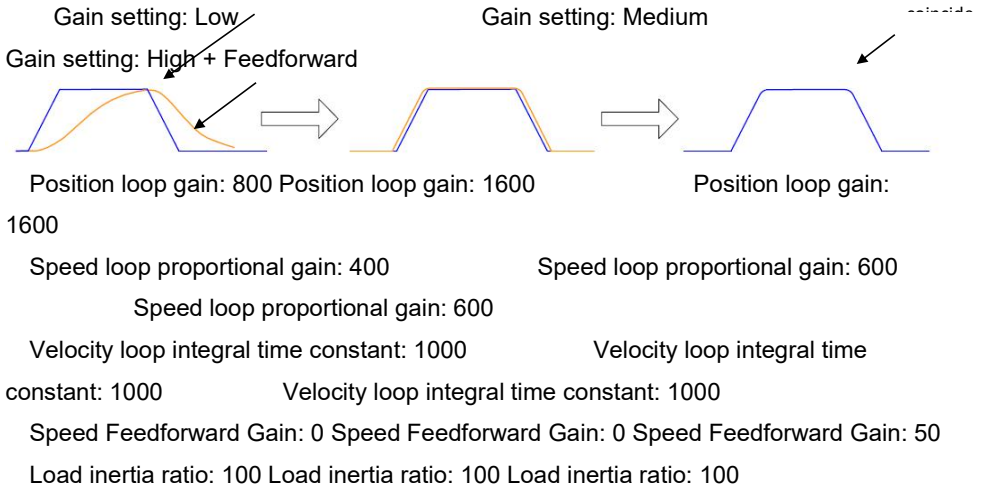 Gain setting: Low Gain setting: Medium
Gain setting: High + Feedforward
Position loop gain: 800 Position loop gain: 1600 Position loop gain:
1600
Speed loop proportional gain: 400 Speed loop proportional gain: 600
Speed loop proportional gain: 600
Velocity loop integral time constant: 1000 Velocity loop integral time
constant: 1000 Velocity loop integral time constant: 1000
Speed Feedforward Gain: 0 Speed Feedforward Gain: 0 Speed Feedforward Gain: 50
Load inertia ratio: 100 Load inertia ratio: 100 Load inertia ratio: 100